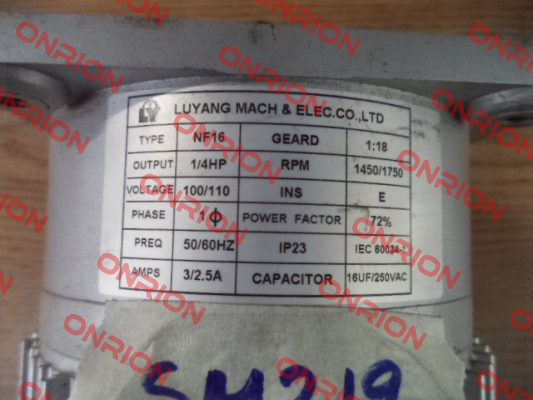 LUYANG MACH & ELEC.CO.,LTD
TYPE NF16 GEARD 1:18
OUTPUT 1/4HP RPM 1450/1750
VOLTAGE 100/110 INS E
PHASE 1 ϕ POWER FACTOR 72%
PREQ 50/60HZ IP23 IEC 60034-
AMPS 3/2.5A CAPACITOR 16UF/250VAC
SM219
ONRION